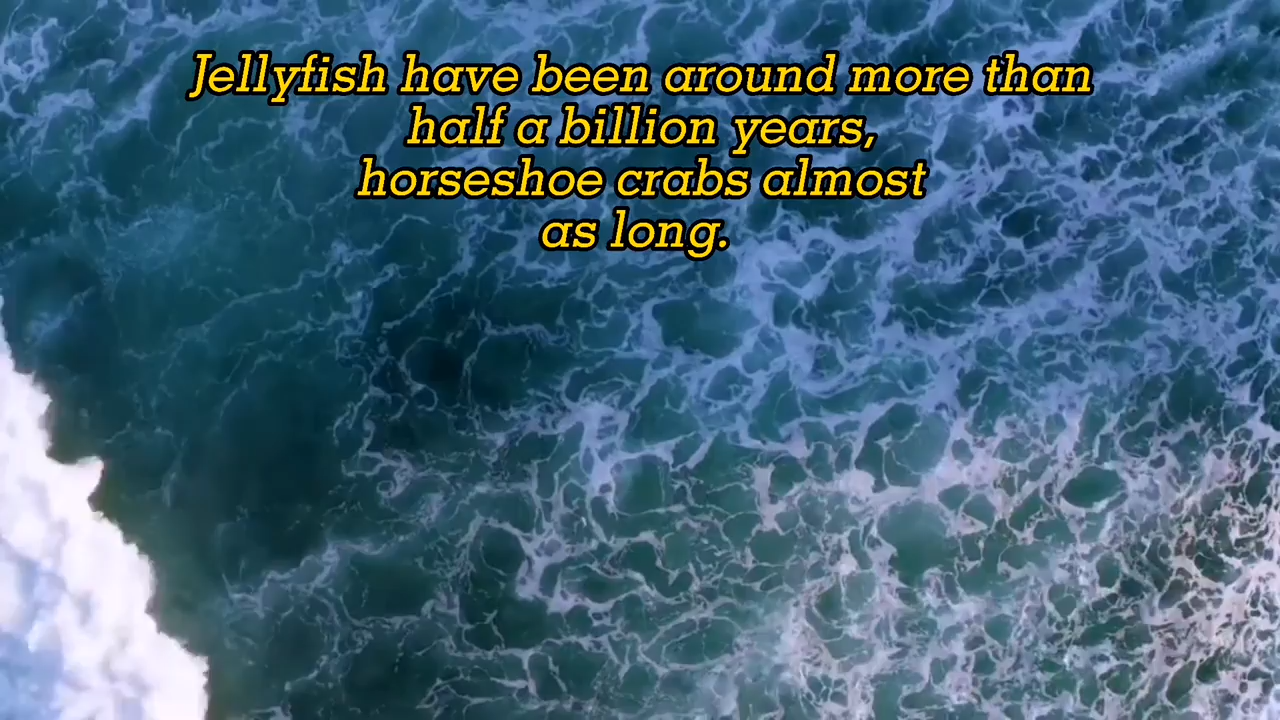 Jellyfish have been around more than
half a billion years,
horseshoe crabs almost
as long.